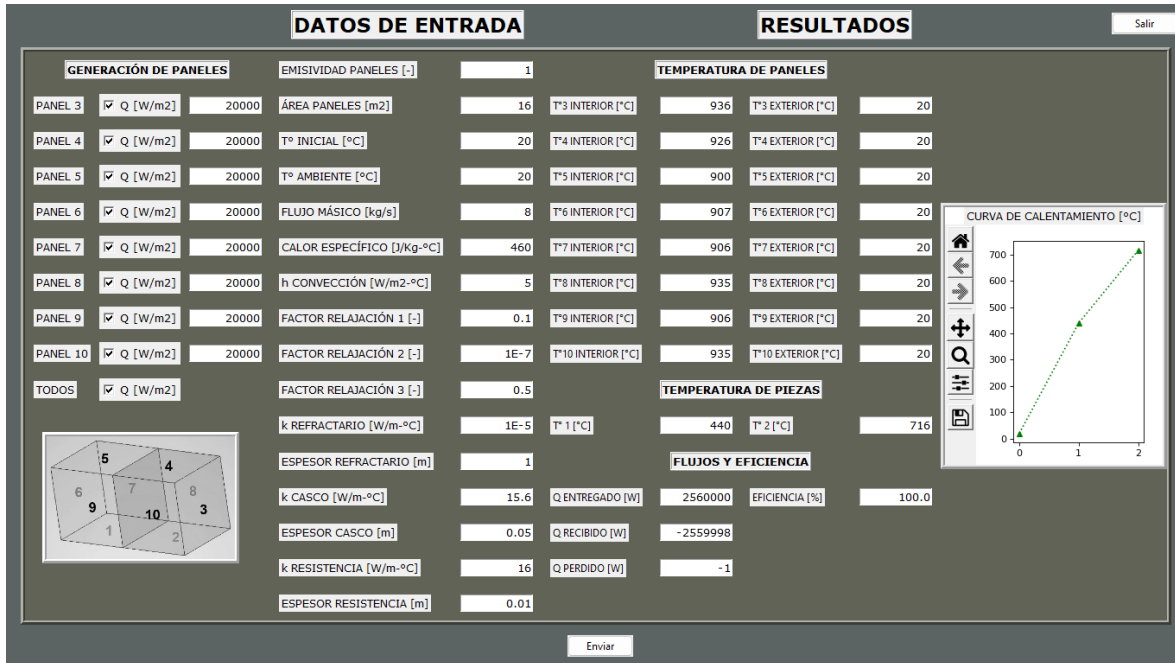 DATOS DE ENTRADA RESULTADOS Salir
GENERACIÓN DE PANELES EMISIVIDAD PANELES [-] 1 TEMPERATURA DE PANELES
PANEL 3 Q [W/m2] 20000 ÁREA PANELES [m2] 16 T°3 INTERIOR [°C] 936 T°3 EXTERIOR [°C] 20
PANEL 4 Q [W/m2] 20000 Tº INICIAL [ºC] 20 T°4 INTERIOR [°C] 926 T°4 EXTERIOR [°C] 20
PANEL 5 Q [W/m2] 20000 Tº AMBIENTE [ºC] 20 T°5 INTERIOR [°C] 900 T°5 EXTERIOR [°C] 20
PANEL 6 Q [W/m2] 20000 FLUJO MÁSICO [kg/s] 8 T°6 INTERIOR [°C] 907 T°6 EXTERIOR [°C] 20
PANEL 7 Q [W/m2] 20000 CALOR ESPECÍFICO [J/Kg-ºC] 460 T°7 INTERIOR [°C] 906 T°7 EXTERIOR [°C] 20
PANEL 8 Q [W/m2] 20000 h CONVECCIÓN [W/m2-ºC] 5 T°8 INTERIOR [°C] 935 T°8 EXTERIOR [°C] 20
PANEL 9 Q [W/m2] 20000 FACTOR RELAJACIÓN 1 [-] 0.1 T°9 INTERIOR [°C] 906 T°9 EXTERIOR [°C] 20
PANEL 10 Q [W/m2] 20000 FACTOR RELAJACIÓN 2 [-] 1E-7 T°10 INTERIOR [°C] 935 T°10 EXTERIOR [°C] 20
TODOS Q [W/m2] FACTOR RELAJACIÓN 3 [-] 0.5 TEMPERATURA DE PIEZAS
k REFRACTARIO [W/m-ºC] 1E-5 T° 1 [°C] 440 T° 2 [°C] 716
ESPESOR REFRACTARIO [m] 1 FLUJOS Y EFICIENCIA
k CASCO [W/m-ºC] 15.6 Q ENTREGADO [W] 2560000 EFICIENCIA [%] 100.0
ESPESOR CASCO [m] 0.05 Q RECIBIDO [W] -2559998
k RESISTENCIA [W/m-ºC] 16 Q PERDIDO [W] -1
ESPESOR RESISTENCIA [m] 0.01
5 4
6 7 8
9 10 3
1 2
CURVA DE CALENTAMIENTO [ºC]
700
600
500
400
300
200
100
0
0 1 2
Enviar